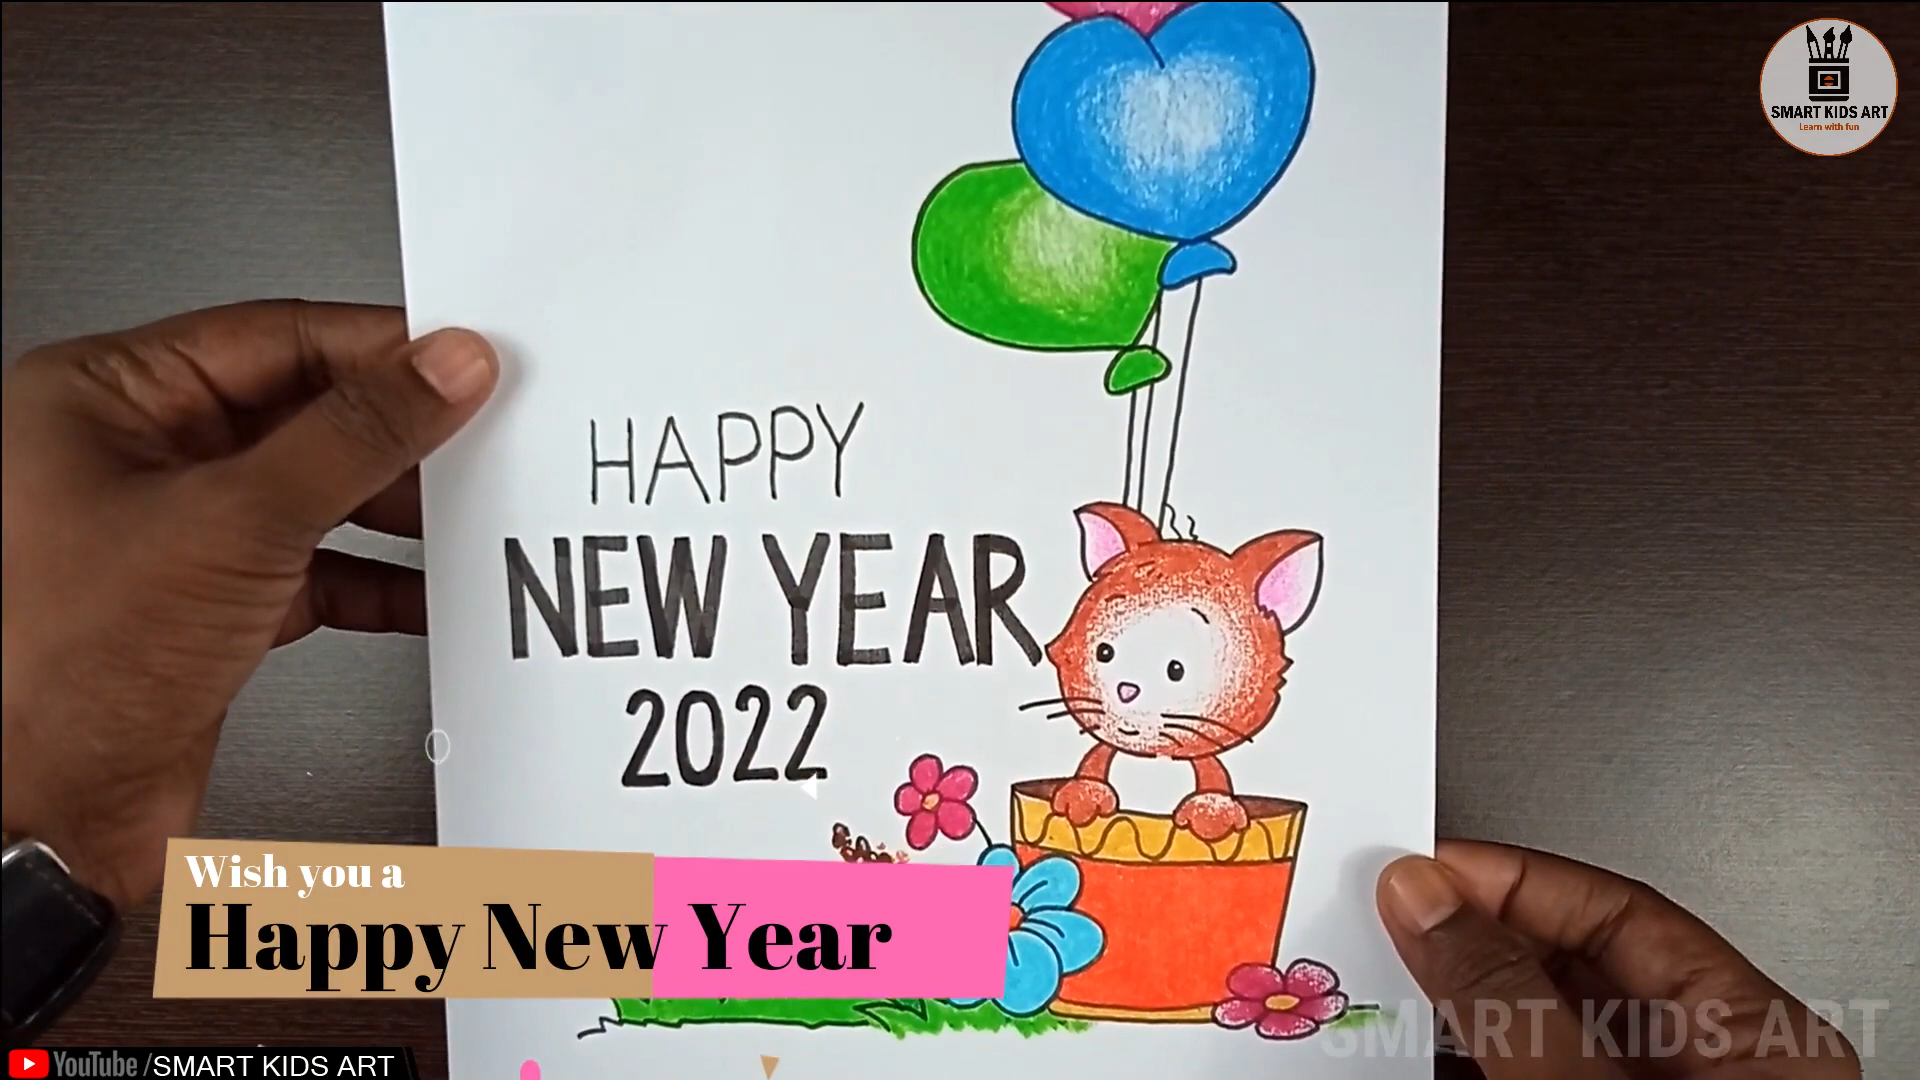 SMART KIDS ART
Learn with fun
HAPPY
NEW YEAR
2022
Wish you a
Happy New Year
SMART KIDS ART
YouTube /SMART KIDS ART